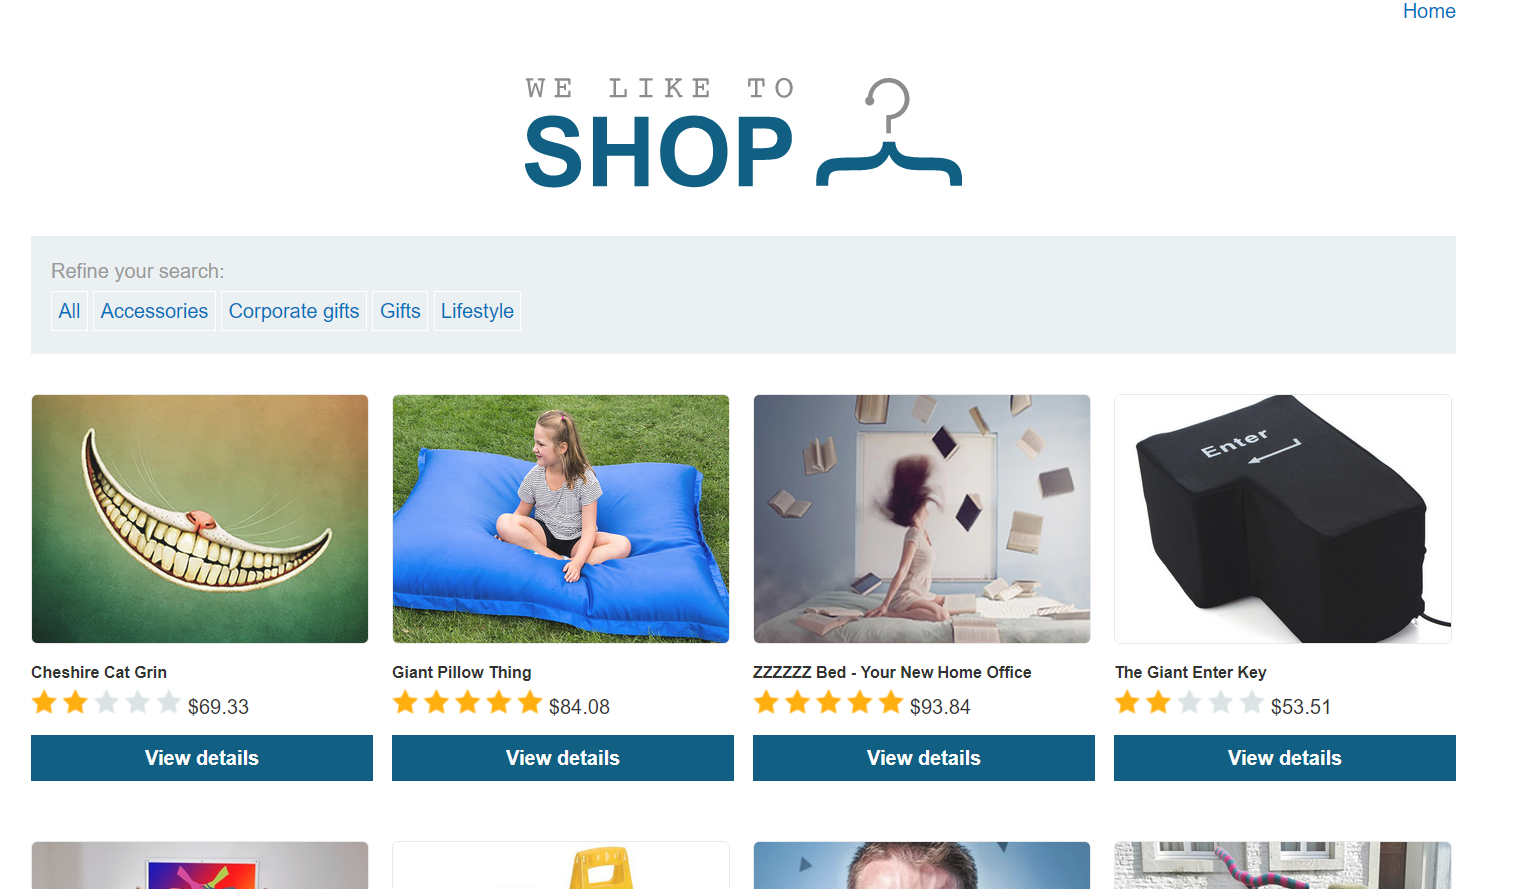 Home
WE LIKE TO
SHOP
Refine your search:
All Accessories Corporate gifts Gifts Lifestyle
Enter
Cheshire Cat Grin
$69.33
View details
Giant Pillow Thing
$84.08
View details
ZZZZZZ Bed - Your New Home Office
$93.84
View details
The Giant Enter Key
$53.51
View details